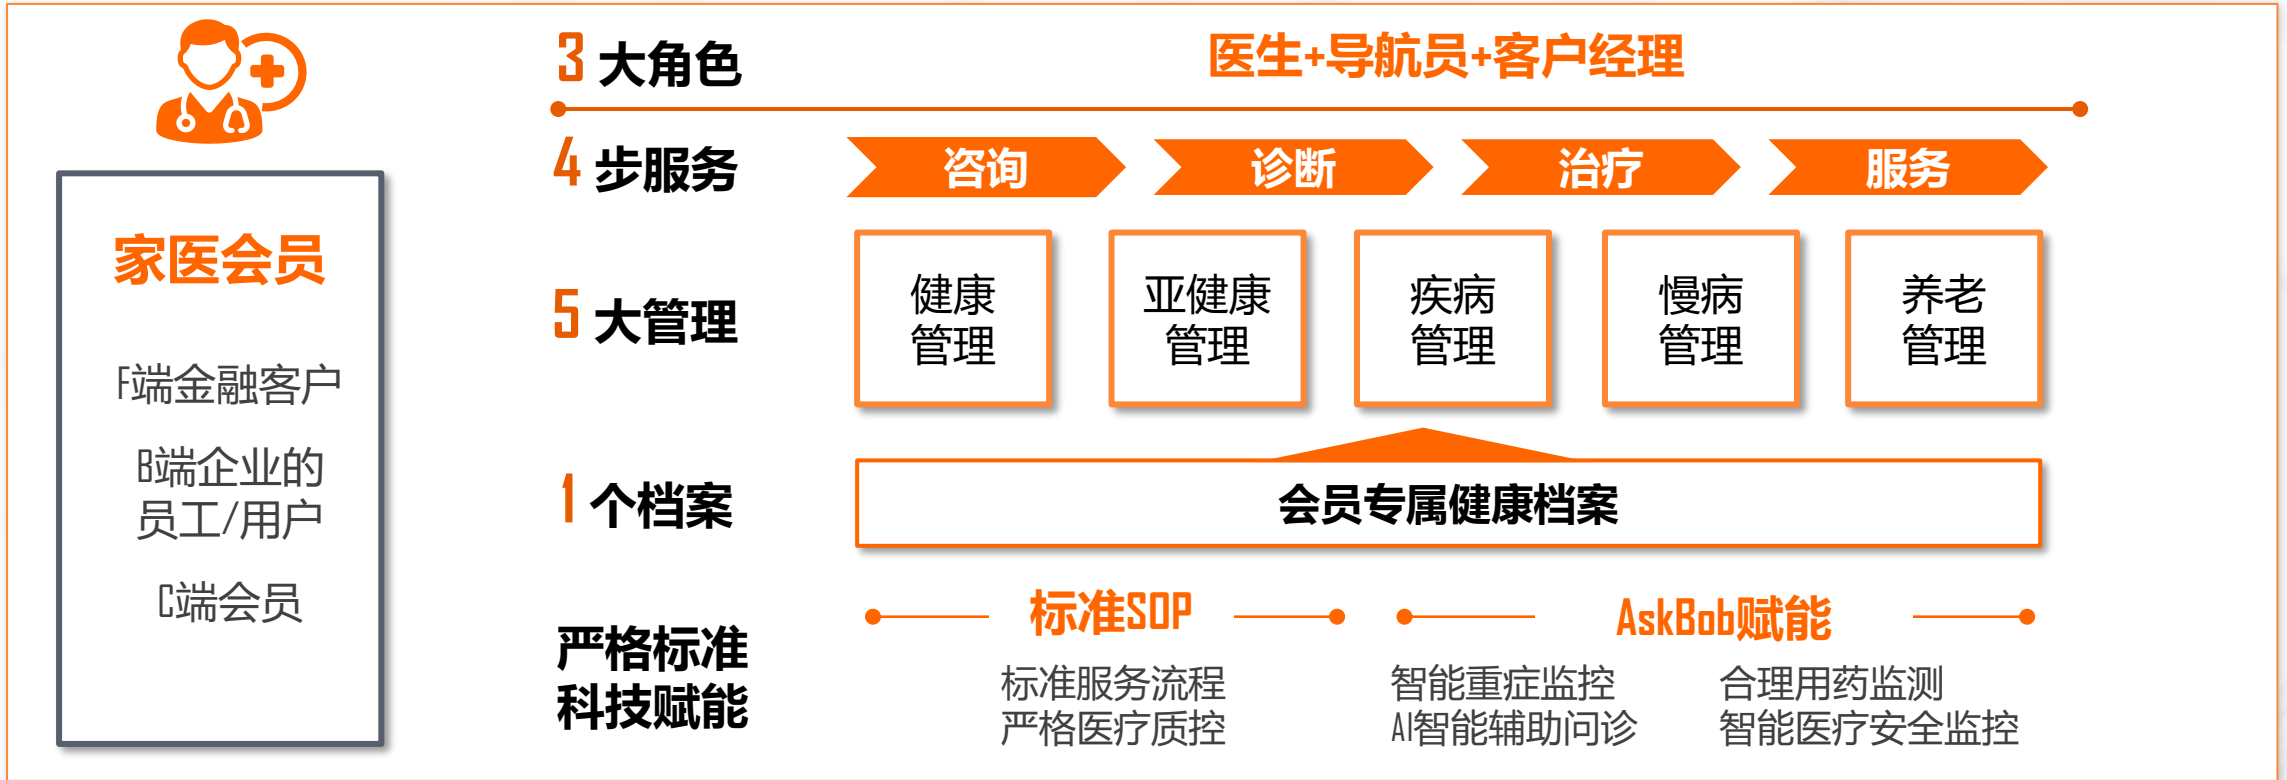 家医会员
F端金融客户
B端企业的
员工/用户
C端会员
3大角色
医生+导航员+客户经理
4步服务
咨询
诊断
治疗
服务
5大管理
健康
管理
亚健康
管理
疾病
管理
慢病
管理
养老
管理
1个档案
会员专属健康档案
严格标准
科技赋能
标准SOP
标准服务流程
严格医疗质控
AskBob赋能
智能重症监控
AI智能辅助问诊
合理用药监测
智能医疗安全监控